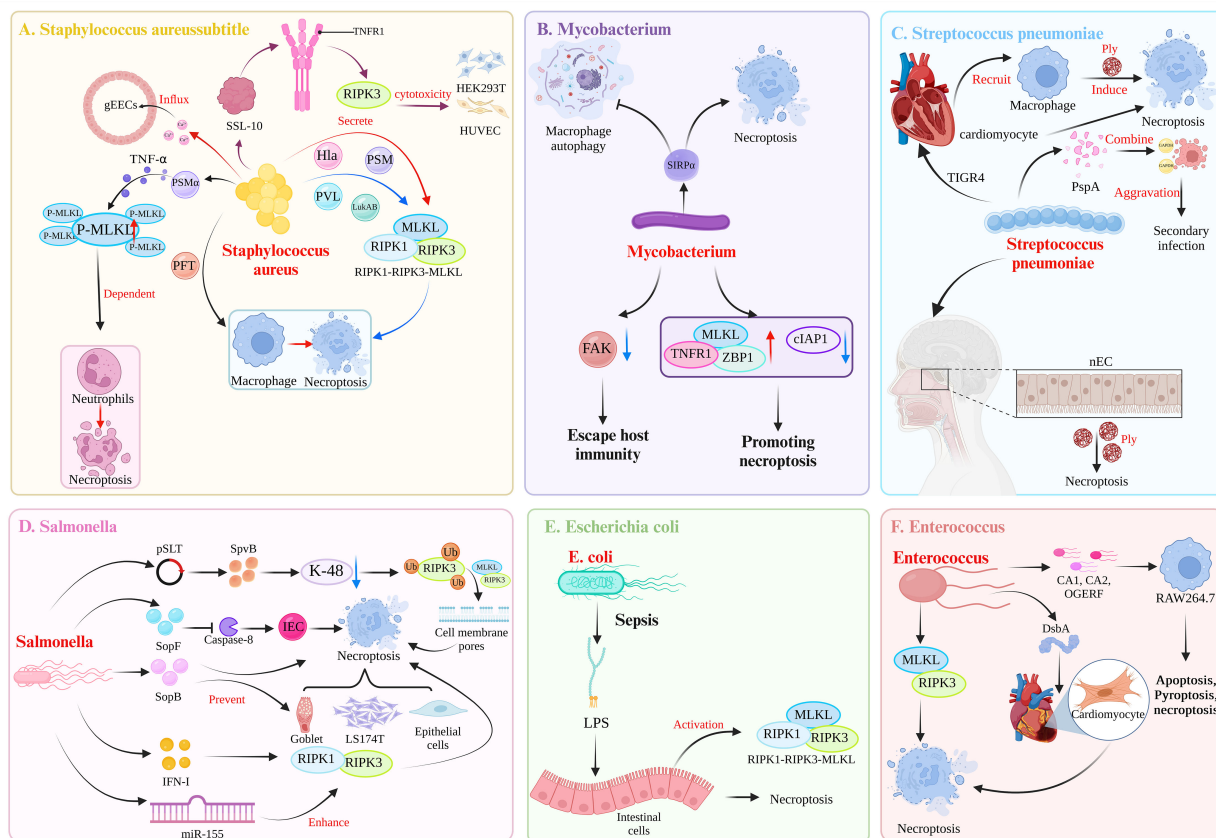 A. Staphylococcus aureussubtitle
TNFR1
gEECs
Influx
Ca²⁺
Ca²⁺
Ca²⁺
SSL-10
RIPK3
cytotoxicity
HEK293T
HUVEC
Secrete
TNF-α
PSMα
Hla
PSM
PVL
LukAB
P-MLKL
P-MLKL
P-MLKL
P-MLKL
P-MLKL
PFT
Staphylococcus
aureus
MLKL
RIPK1
RIPK3
RIPK1-RIPK3-MLKL
Dependent
Macrophage
Necroptosis
Neutrophils
Necroptosis
B. Mycobacterium
Macrophage
autophagy
Necroptosis
SIRPα
Mycobacterium
FAK
MLKL
TNFR1
ZBP1
cIAP1
Escape host
immunity
Promoting
necroptosis
C. Streptococcus pneumoniae
Recruit
Macrophage
Ply
Induce
Necroptosis
cardiomyocyte
TIGR4
PspA
Combine
GAPDH
GAPDH
Aggravation
Secondary
infection
Streptococcus
pneumoniae
nEC
Ply
Necroptosis
D. Salmonella
pSLT
SpvB
K-48
Ub
Ub
Ub
RIPK3
MLKL
RIPK3
Cell membrane
pores
Salmonella
SopF
Caspase-8
IEC
Necroptosis
SopB
Prevent
Goblet
LS174T
Epithelial
cells
IFN-I
RIPK1
RIPK3
miR-155
Enhance
E. Escherichia coli
E. coli
Sepsis
LPS
Activation
MLKL
RIPK1
RIPK3
RIPK1-RIPK3-MLKL
Intestinal
cells
Necroptosis
F. Enterococcus
Enterococcus
CA1, CA2,
OGERF
RAW264.7
DsbA
MLKL
RIPK3
Cardiomyocyte
Apoptosis,
Pyroptosis,
necroptosis
Necroptosis